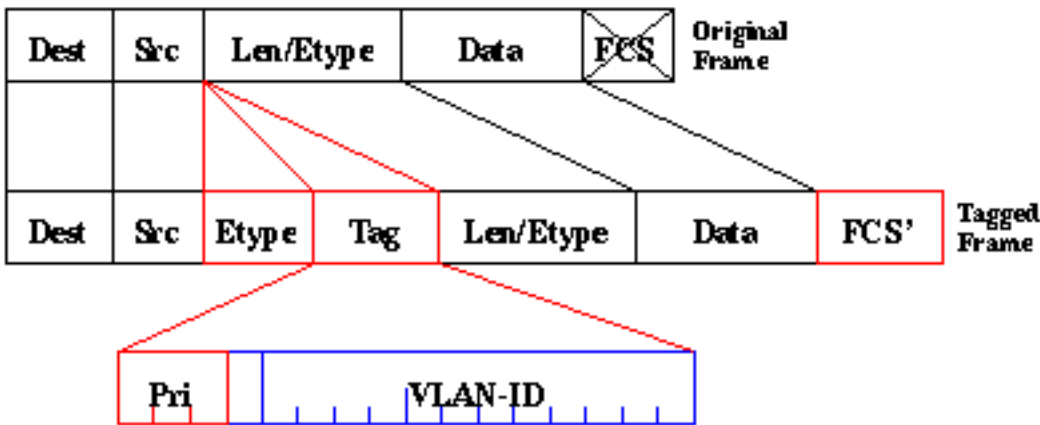 Dest Src Len/Etype Data FCS Original
Frame
Dest Src Etype Tag Len/Etype Data FCS' Tagged
Frame
Pri VLAN-ID